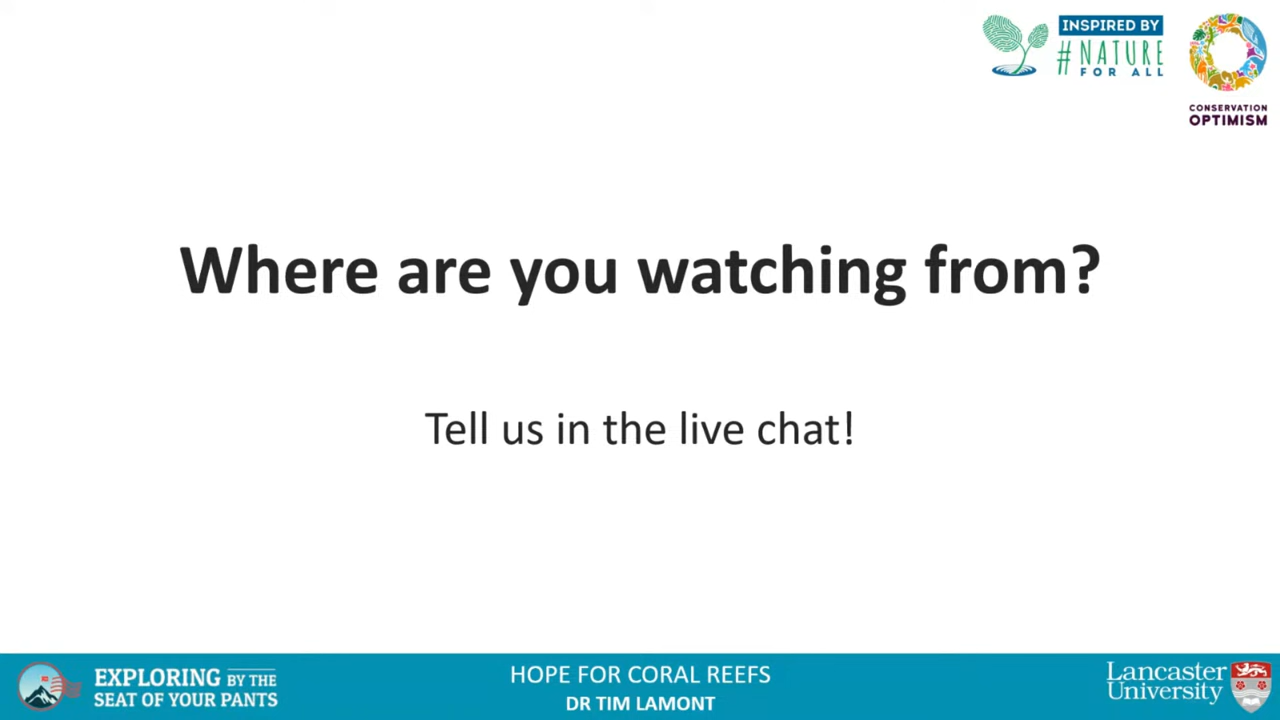 INSPIRED BY
#NATURE
FOR ALL
CONSERVATION
OPTIMISM
Where are you watching from?
Tell us in the live chat!
EXPLORING BY THE
SEAT OF YOUR PANTS
HOPE FOR CORAL REEFS
DR TIM LAMONT
Lancaster
University